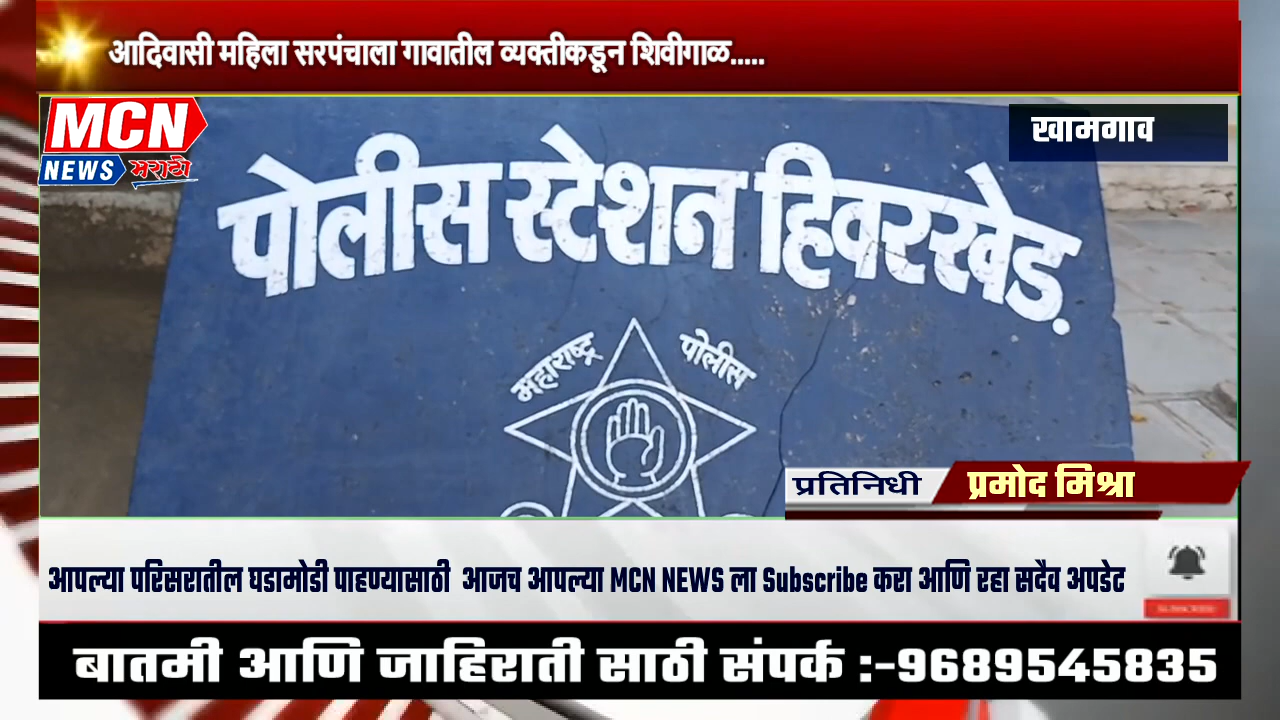 आदिवासी महिला सरपंचाला गावातील व्यक्तीकडून शिवीगाळ.....
MCN
NEWS मराठी
खामगाव
पोलीस स्टेशन हिवरखेड.
महाराष्ट्र पोलीस
प्रतिनिधी प्रमोद मिश्रा
आपल्या परिसरातील घडामोडी पाहण्यासाठी आजच आपल्या MCN NEWS ला Subscribe करा आणि रहा सदैव अपडेट
बातमी आणि जाहिराती साठी संपर्क :-9689545835